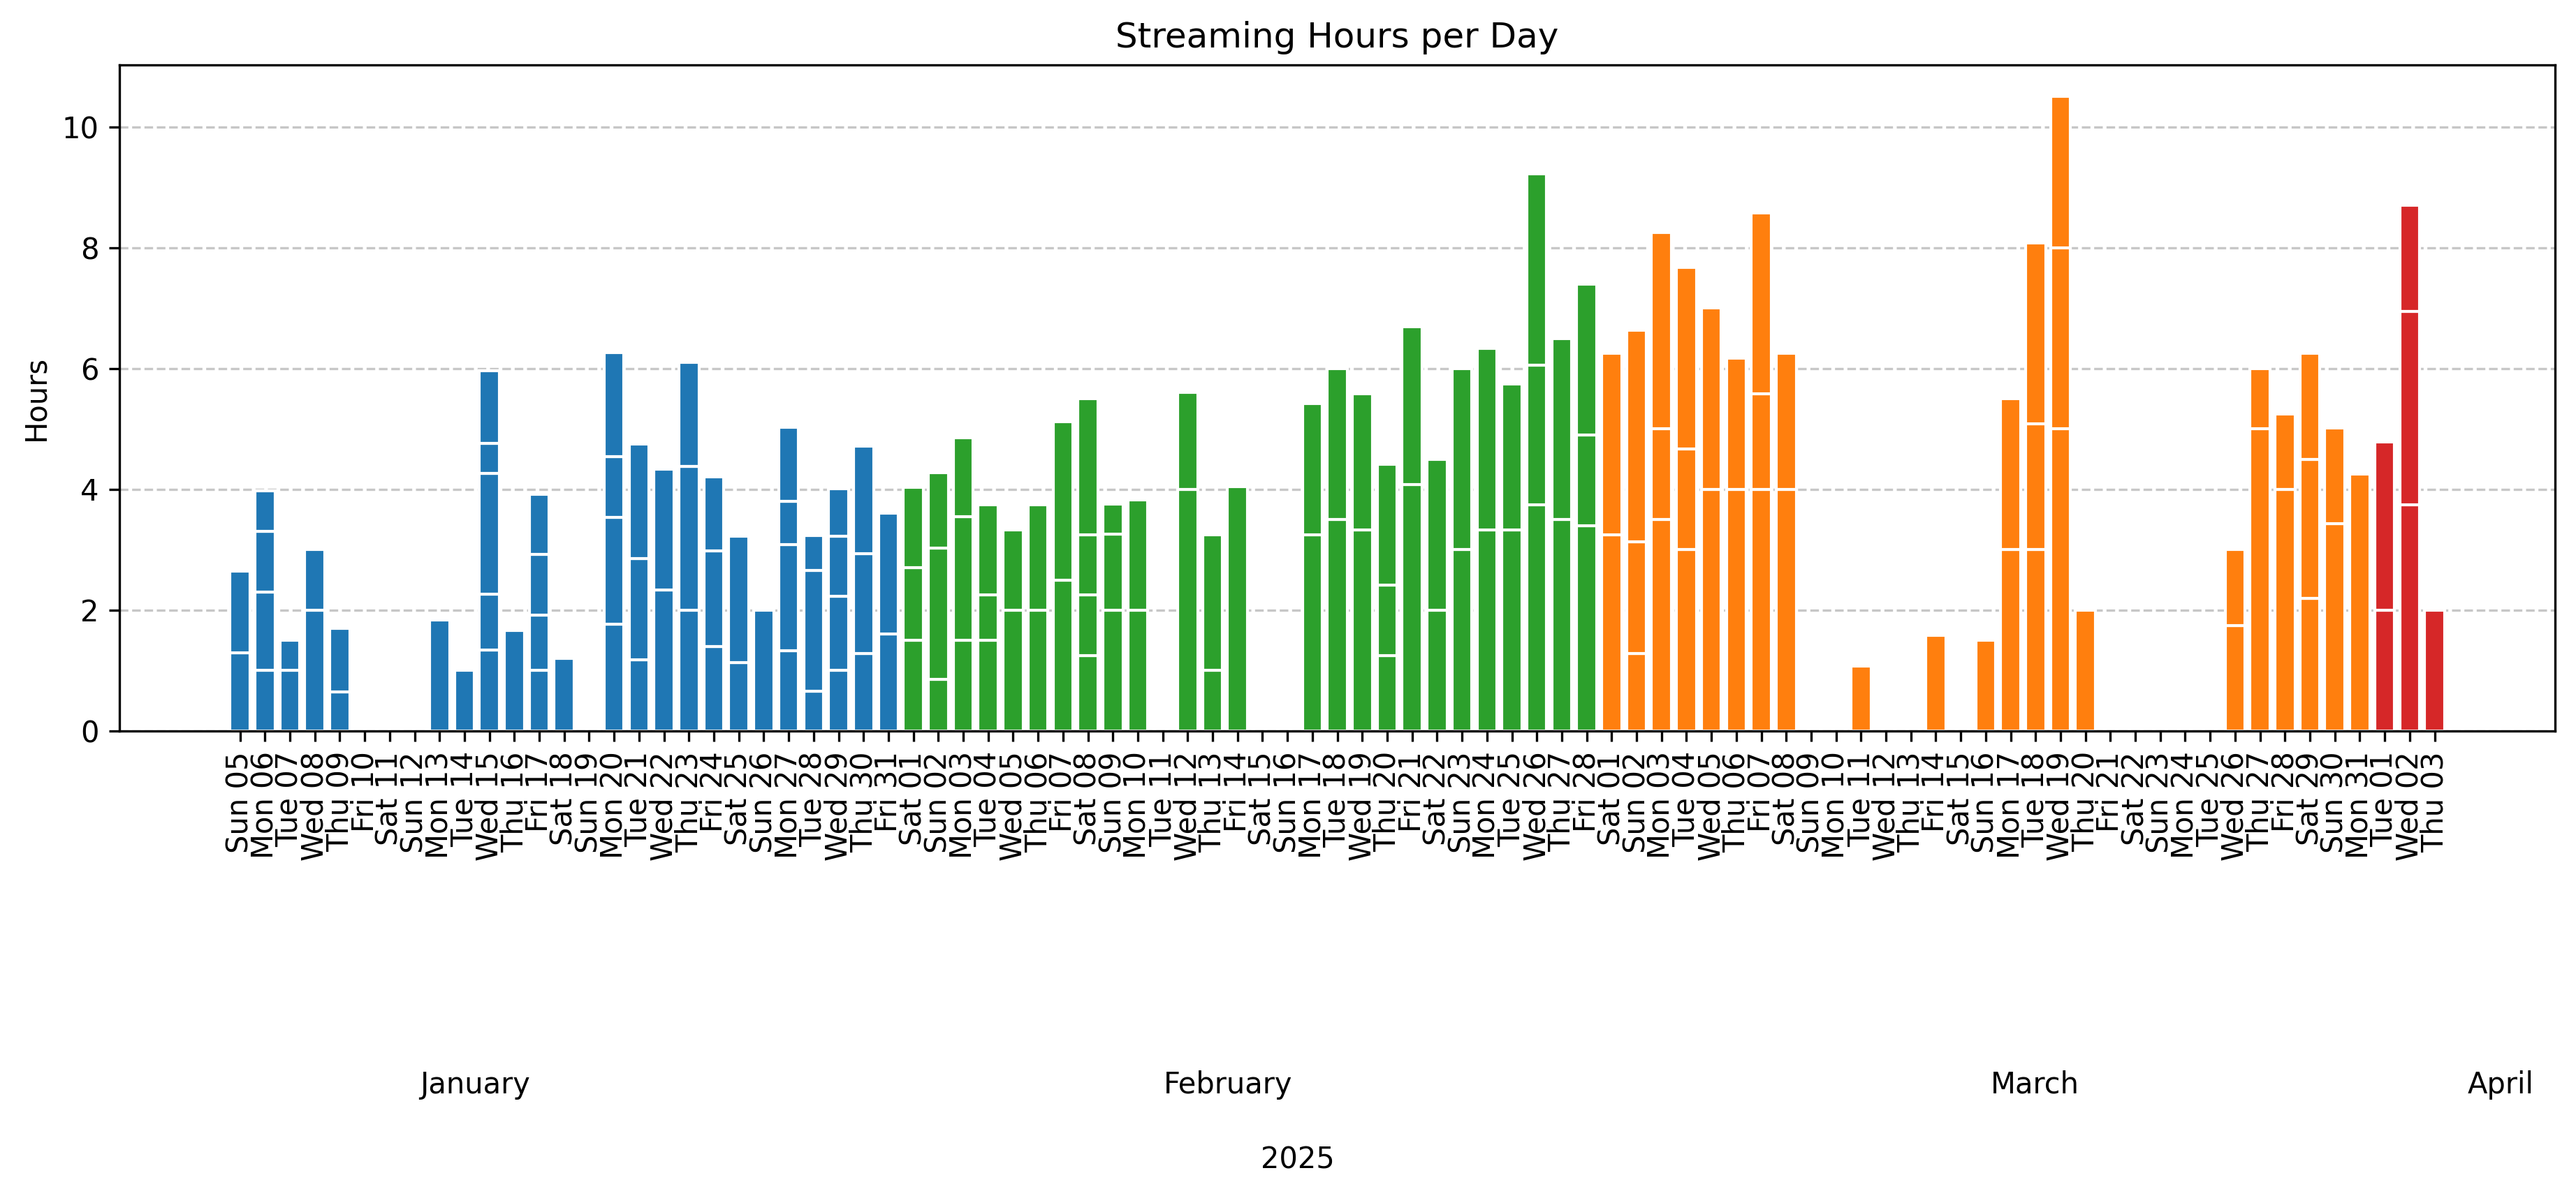 Streaming Hours per Day
Hours
10
8
6
4
2
0
Sun 05
Mon 06
Tue 07
Wed 08
Thu 09
Fri 10
Sat 11
Sun 12
Mon 13
Tue 14
Wed 15
Thu 16
Fri 17
Sat 18
Sun 19
Mon 20
Tue 21
Wed 22
Thu 23
Fri 24
Sat 25
Sun 26
Mon 27
Tue 28
Wed 29
Thu 30
Fri 31
Sat 01
Sun 02
Mon 03
Tue 04
Wed 05
Thu 06
Fri 07
Sat 08
Sun 09
Mon 10
Tue 11
Wed 12
Thu 13
Fri 14
Sat 15
Sun 16
Mon 17
Tue 18
Wed 19
Thu 20
Fri 21
Sat 22
Sun 23
Mon 24
Tue 25
Wed 26
Thu 27
Fri 28
Sat 01
Sun 02
Mon 03
Tue 04
Wed 05
Thu 06
Fri 07
Sat 08
Sun 09
Mon 10
Tue 11
Wed 12
Thu 13
Fri 14
Sat 15
Sun 16
Mon 17
Tue 18
Wed 19
Thu 20
Fri 21
Sat 22
Sun 23
Mon 24
Tue 25
Wed 26
Thu 27
Fri 28
Sat 29
Sun 30
Mon 31
Tue 01
Wed 02
Thu 03
January
February
March
April
2025